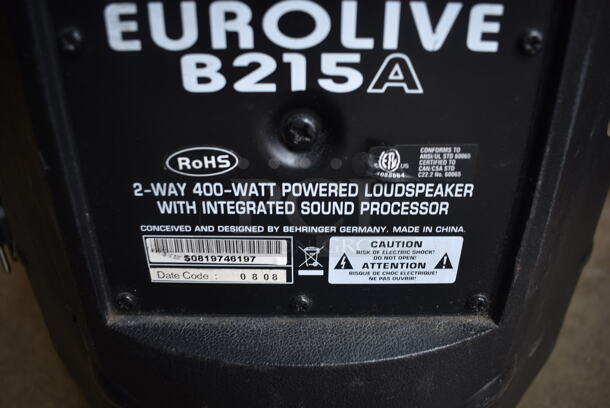 EUROLIVE
B215A
RoHS
ETL
US
CONFORMS TO
ANSI/UL STD 60065
CERTIFIED TO
CAN/CSA STD
C22.2 No. 60065
2-WAY 400-WATT POWERED LOUDSPEAKER
WITH INTEGRATED SOUND PROCESSOR
CONCEIVED AND DESIGNED BY BEHRINGER GERMANY. MADE IN CHINA.
S0819746197
Date Code : 0808
CAUTION
RISK OF ELECTRIC SHOCK!
DO NOT OPEN!
ATTENTION
RISQUE DE CHOC ELECTRIQUE!
NE PAS OUVRIR!